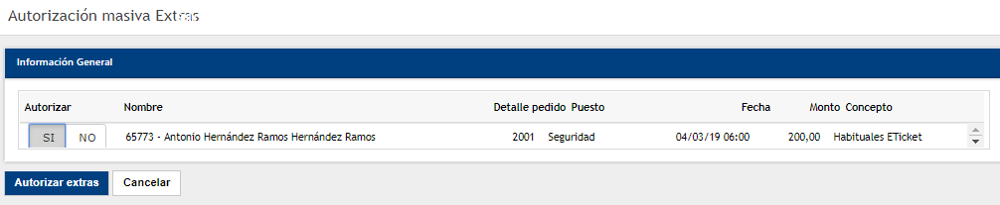 Autorización masiva Extras
Información General
Autorizar Nombre Detalle pedido Puesto Fecha Monto Concepto
SI NO 65773 - Antonio Hernández Ramos Hernández Ramos 2001 Seguridad 04/03/19 06:00 200,00 Habituales ETicket
Autorizar extras Cancelar